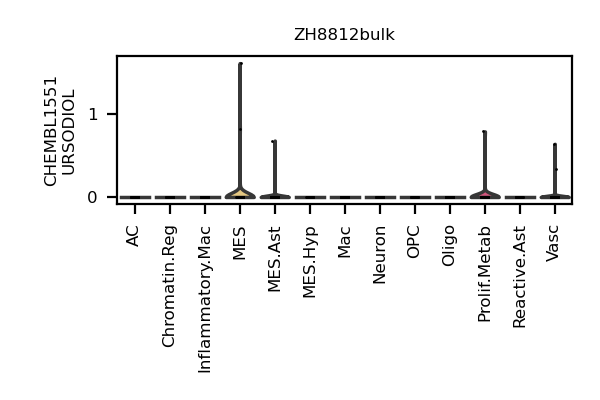 ZH8812bulk
CHEMBL1551
URSODIOL
1
0
AC
Chromatin.Reg
Inflammatory.Mac
MES
MES.Ast
MES.Hyp
Mac
Neuron
OPC
Oligo
Prolif.Metab
Reactive.Ast
Vasc